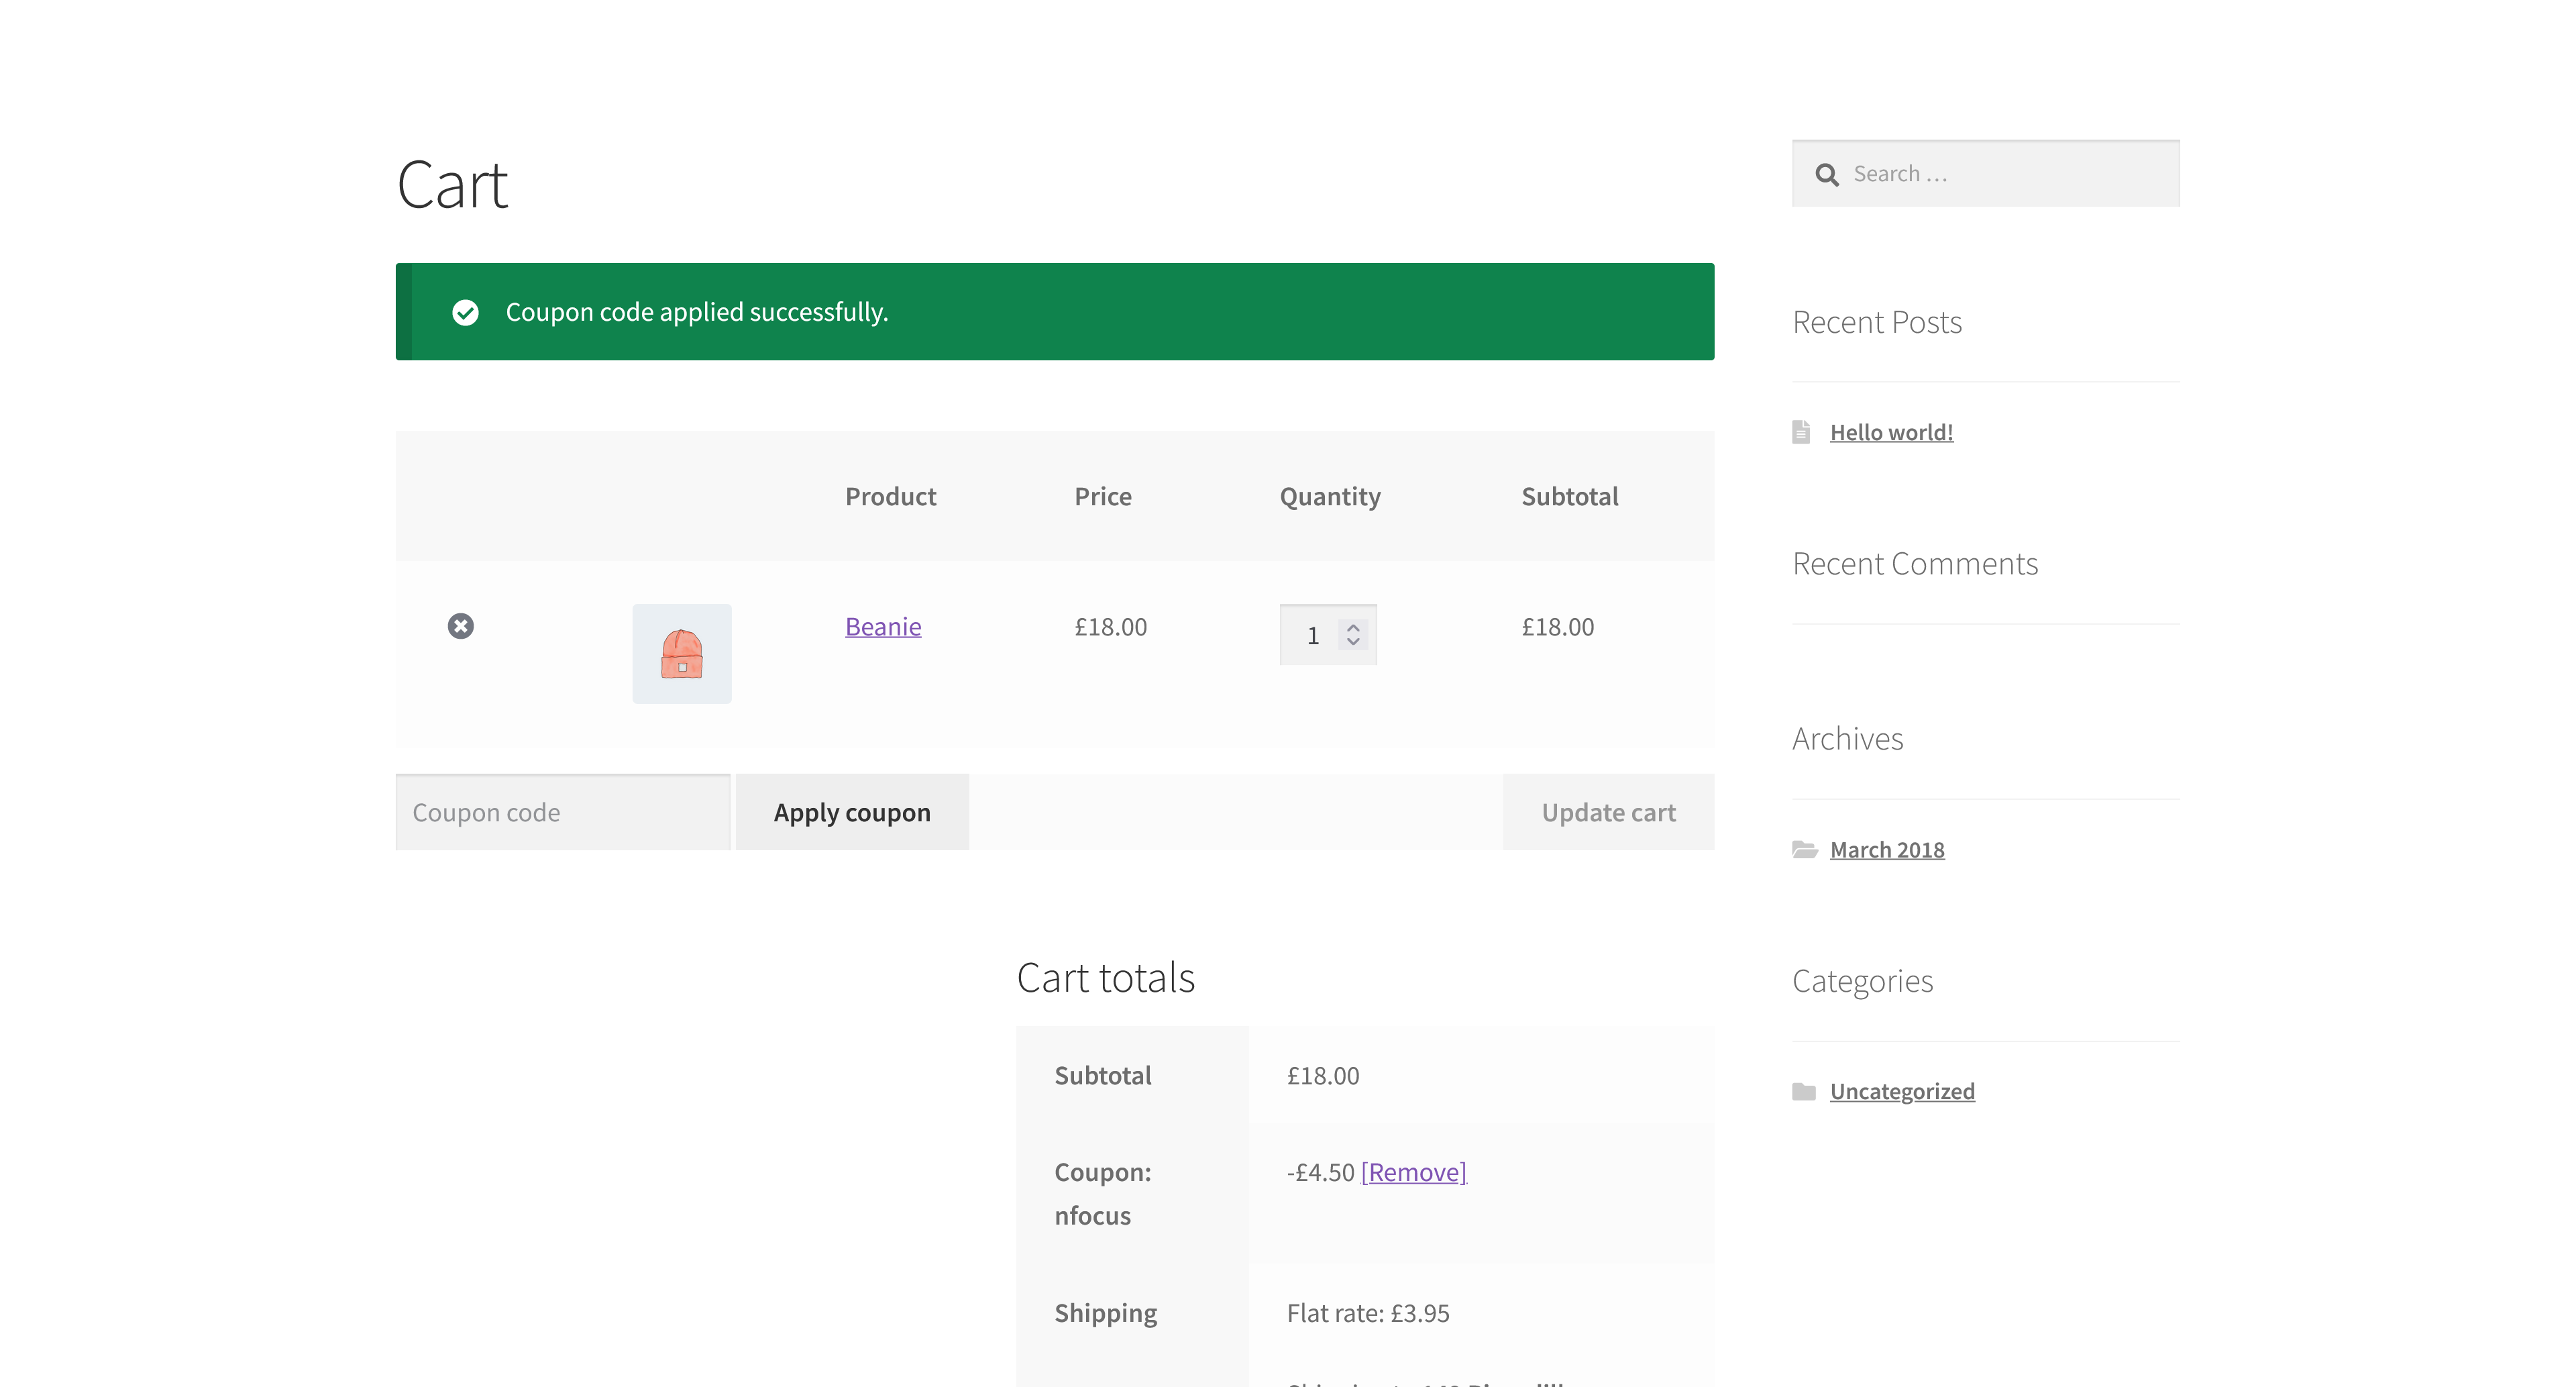 Cart
Search …
Coupon code applied successfully.
Recent Posts
Hello world!
Product Price Quantity Subtotal
Recent Comments
Beanie £18.00 1 £18.00
Archives
Coupon code Apply coupon Update cart
March 2018
Cart totals
Categories
Subtotal £18.00
Uncategorized
Coupon: -£4.50 [Remove]
nfocus
Shipping Flat rate: £3.95